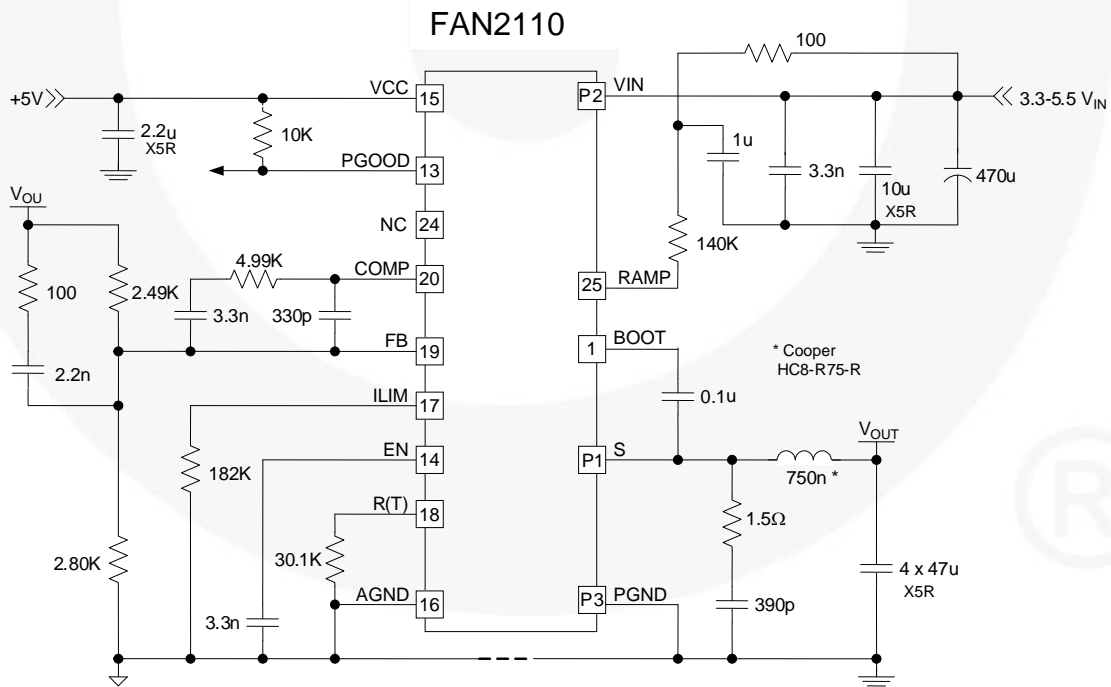 FAN2110
100
VCC
15
P2
VIN
+5V
3.3-5.5 VIN
2.2u
X5R
10K
1u
3.3n
10u
X5R
470u
PGOOD
13
VOU
NC
24
140K
4.99K
COMP
20
25
RAMP
100
2.49K
3.3n
330p
FB
19
1
BOOT
* Cooper
HC8-R75-R
2.2n
ILIM
17
0.1u
VOUT
EN
14
P1
S
182K
750n *
R(T)
18
1.5Ω
2.80K
30.1K
4 x 47u
X5R
AGND
16
P3
PGND
390p
3.3n
R